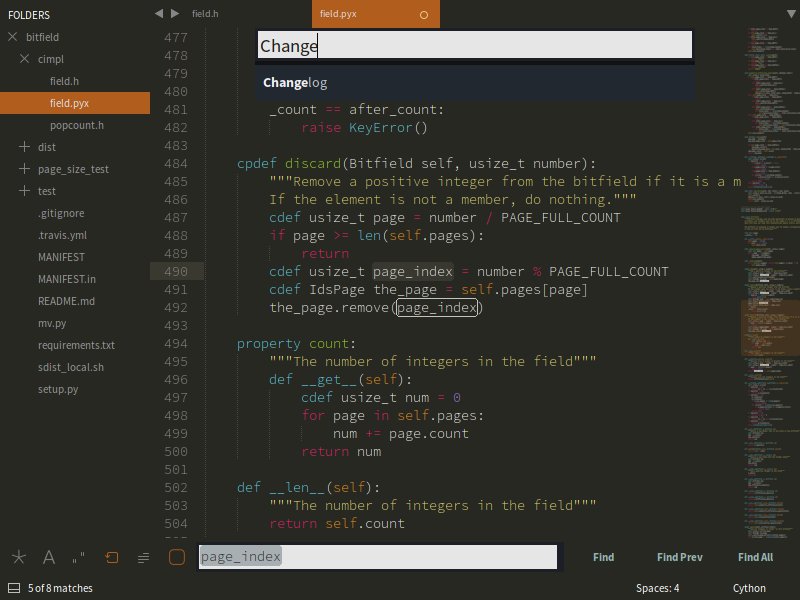 FOLDERS
bitfield
cimpl
field.h
field.pyx
popcount.h
dist
page_size_test
test
.gitignore
.travis.yml
MANIFEST
MANIFEST.in
README.md
mv.py
requirements.txt
sdist_local.sh
setup.py
field.h
field.pyx
Change
Changelog
477
478
479
480
481 _count == after_count:
482 raise KeyError()
483
484 cpdef discard(Bitfield self, usize_t number):
485 """Remove a positive integer from the bitfield if it is a m
486 If the element is not a member, do nothing."""
487 cdef usize_t page = number / PAGE_FULL_COUNT
488 if page >= len(self.pages):
489 return
490 cdef usize_t page_index = number % PAGE_FULL_COUNT
491 cdef IdsPage the_page = self.pages[page]
492 the_page.remove(page_index)
493
494 property count:
495 """The number of integers in the field"""
496 def __get__(self):
497 cdef usize_t num = 0
498 for page in self.pages:
499 num += page.count
500 return num
501
502 def __len__(self):
503 """The number of integers in the field"""
504 return self.count
page_index
Find
Find Prev
Find All
5 of 8 matches
Spaces: 4
Cython